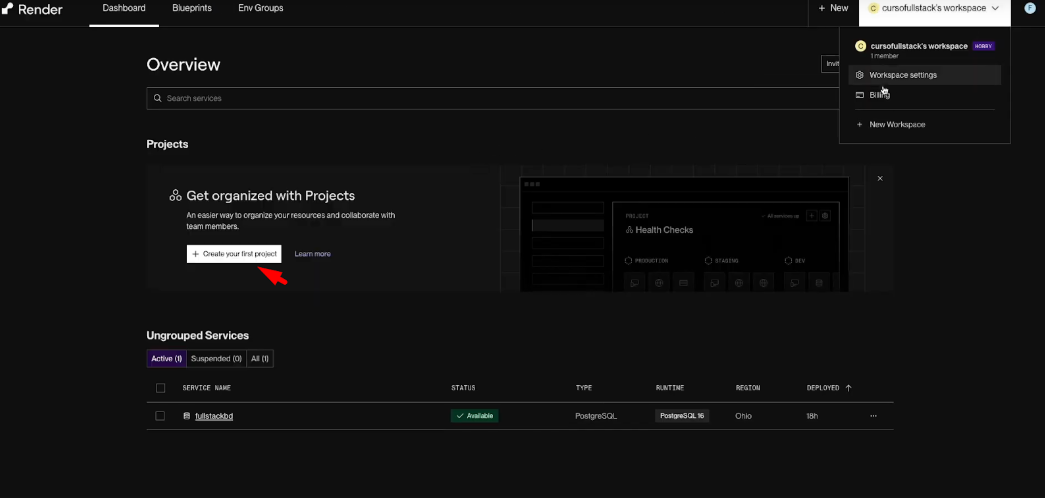 Render
Dashboard
Blueprints
Env Groups
+ New
C cursofullstack's workspace
F
C cursofullstack's workspace HOBBY
1 member
Workspace settings
Billing
+ New Workspace
Overview
Invit
Search services
Projects
Get organized with Projects
An easier way to organize your resources and collaborate with
team members.
+ Create your first project
Learn more
PROJECT
All services up
Health Checks
PRODUCTION
STAGING
DEV
Ungrouped Services
Active (1)
Suspended (0)
All (1)
SERVICE NAME
STATUS
TYPE
RUNTIME
REGION
DEPLOYED ↑
fullstackbd
✓ Available
PostgreSQL
PostgreSQL 16
Ohio
18h
...